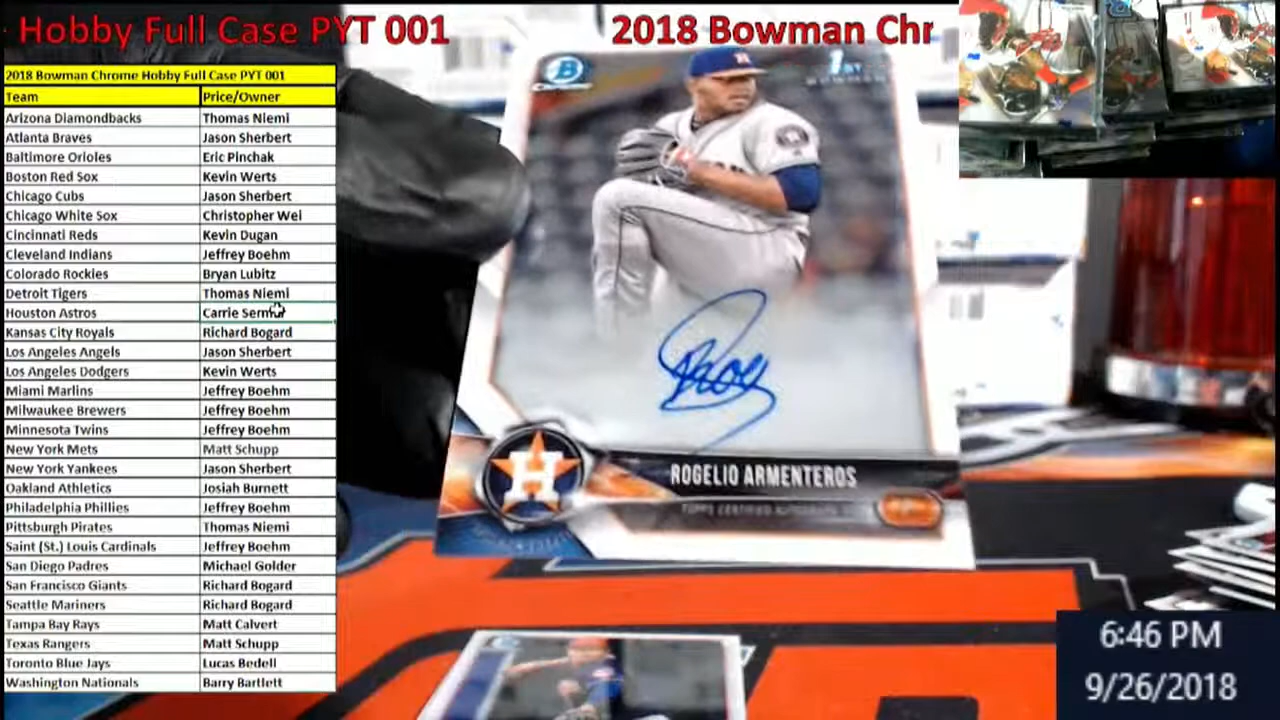 Hobby Full Case PYT 001
2018 Bowman Chr
2018 Bowman Chrome Hobby Full Case PYT 001
Team Price/Owner
Arizona Diamondbacks Thomas Niemi
Atlanta Braves Jason Sherbert
Baltimore Orioles Eric Pinchak
Boston Red Sox Kevin Werts
Chicago Cubs Jason Sherbert
Chicago White Sox Christopher Wei
Cincinnati Reds Kevin Dugan
Cleveland Indians Jeffrey Boehm
Colorado Rockies Bryan Lubitz
Detroit Tigers Thomas Niemi
Houston Astros Carrie
Kansas City Royals Richard Bogard
Los Angeles Angels Jason Sherbert
Los Angeles Dodgers Kevin Werts
Miami Marlins Jeffrey Boehm
Milwaukee Brewers Jeffrey Boehm
Minnesota Twins Jeffrey Boehm
New York Mets Matt Schupp
New York Yankees Jason Sherbert
Oakland Athletics Josiah Burnett
Philadelphia Phillies Jeffrey Boehm
Pittsburgh Pirates Thomas Niemi
Saint (St.) Louis Cardinals Jeffrey Boehm
San Diego Padres Michael Golder
San Francisco Giants Richard Bogard
Seattle Mariners Richard Bogard
Tampa Bay Rays Matt Calvert
Texas Rangers Matt Schupp
Toronto Blue Jays Lucas Bedell
Washington Nationals Barry Bartlett
B
1ST
H
ROGELIO ARMENTEROS
TOPPS CERTIFIED AUTOGRAPH
6:46 PM
9/26/2018